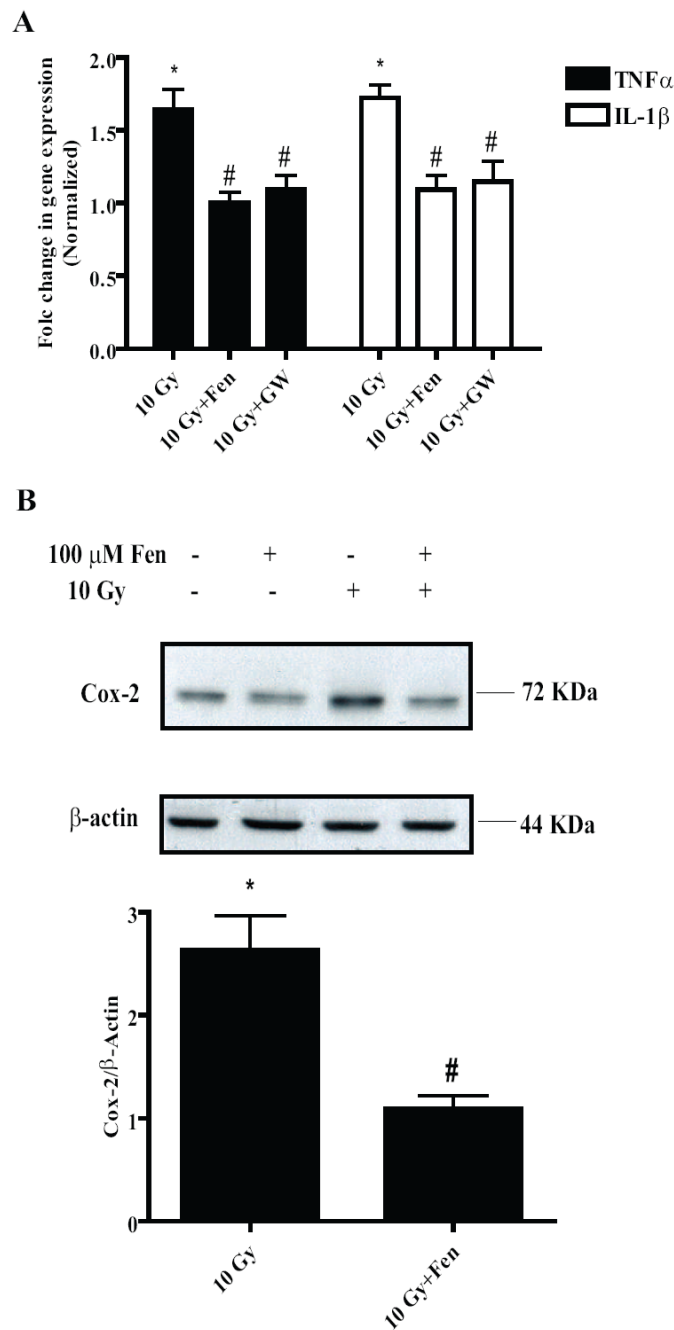 A
2.0
1.5
1.0
0.5
0.0
Folc change in gene expression
(Normalized)
*
#
#
*
#
#
TNFα
IL-1β
10 Gy
10 Gy+Fen
10 Gy+GW
10 Gy
10 Gy+Fen
10 Gy+GW
B
100 μM Fen - + - +
10 Gy - - + +
Cox-2
72 KDa
β-actin
44 KDa
3
2
1
0
Cox-2/β-Actin
*
#
10 Gy
10 Gy+Fen